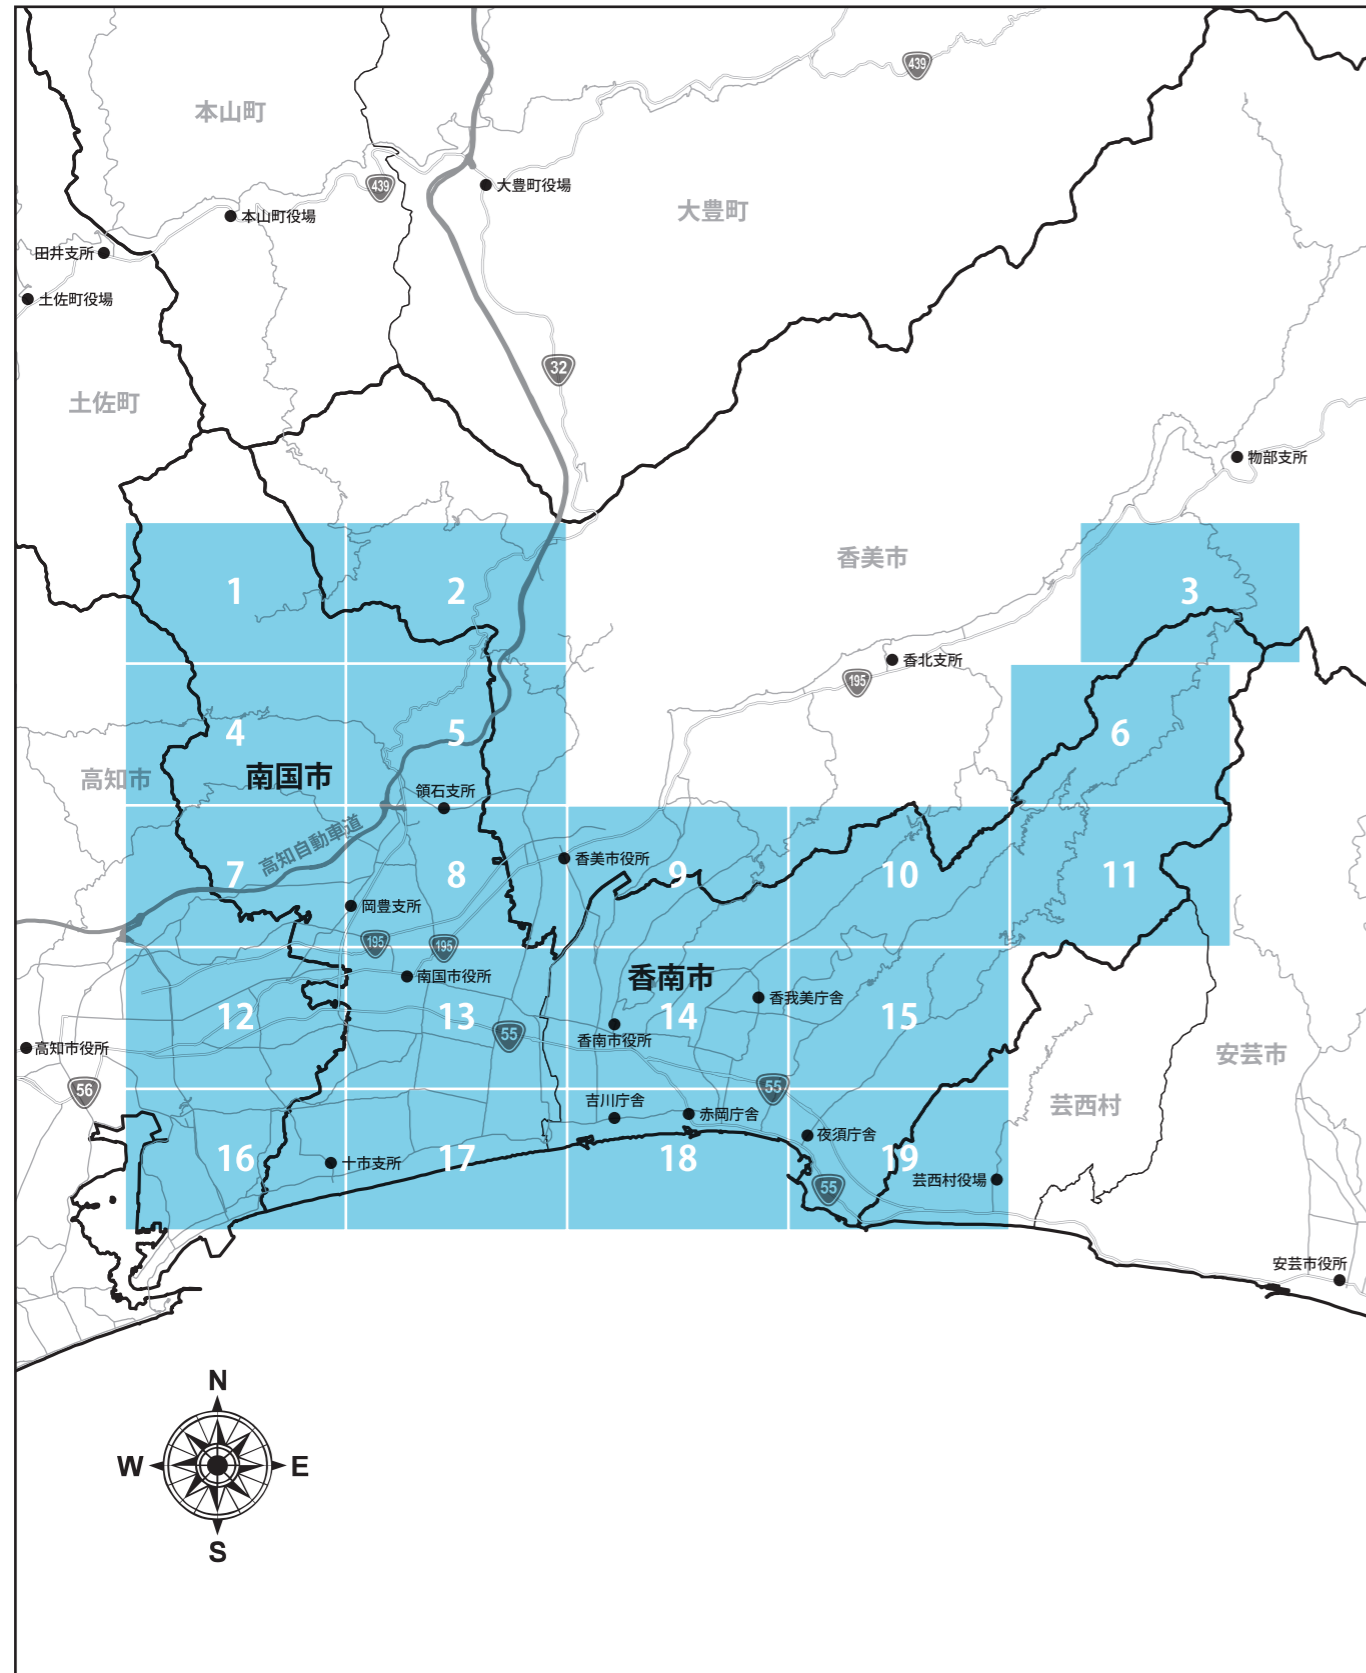 439
本山町
439
大豊町役場
大豊町
本山町役場
田井支所
土佐町役場
32
土佐町
物部支所
香美市
1
2
3
香北支所
195
4
5
6
高知市
南国市
領石支所
高知自動車道
香美市役所
7
8
9
10
11
岡豊支所
195
195
南国市役所
香南市
香我美庁舎
12
13
14
15
55
香南市役所
高知市役所
安芸市
56
55
吉川庁舎
赤岡庁舎
芸西村
夜須庁舎
16
十市支所
17
18
19
55
芸西村役場
安芸市役所
N
W
E
S